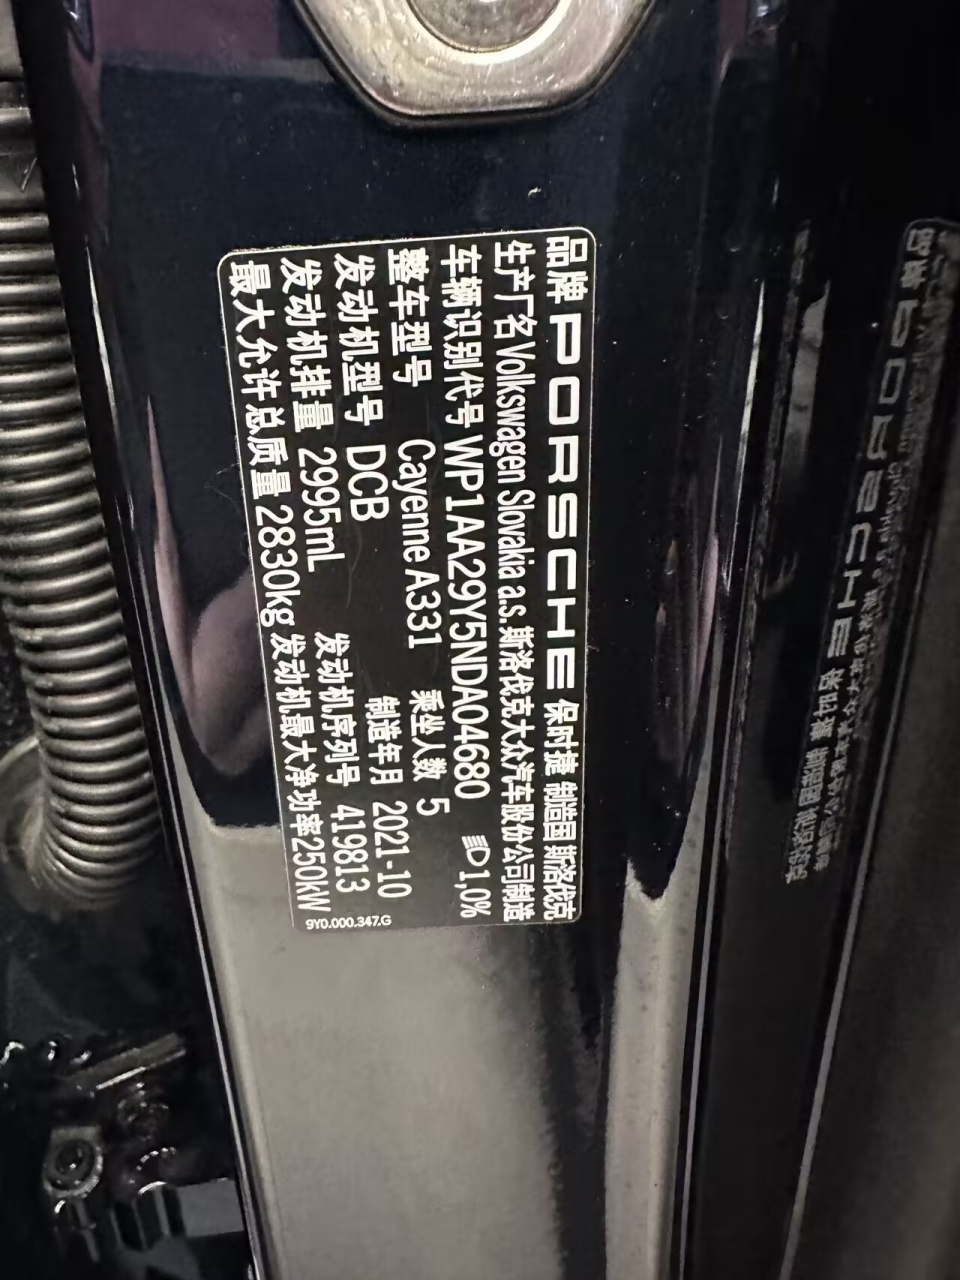 品牌 PORSCHE 保时捷 制造国 斯洛伐克
生产厂名 Volkswagen Slovakia a.s. 斯洛伐克大众汽车股份公司制造
车辆识别代号 WP1AA29Y5NDA04680 1,0%
整车型号 Cayenne A331 乘坐人数 5
发动机型号 DCB 制造年月 2021-10
发动机排量 2995mL 发动机序列号 419813
最大允许总质量 2830kg 发动机最大净功率 250kW
9Y0.000.347.G